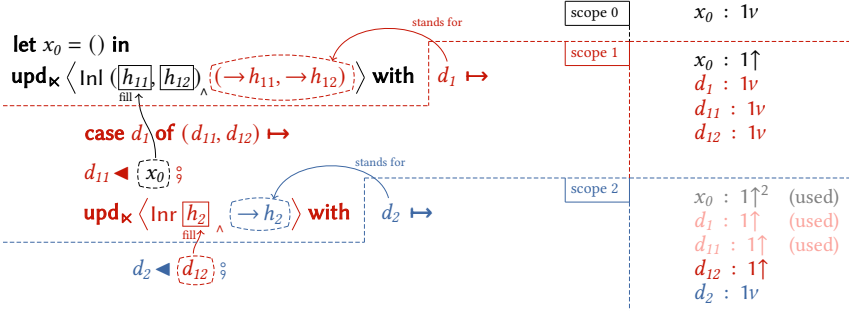 scope 0 x₀ : 1ν
stands for
let x₀ = () in
scope 1 x₀ : 1↑
upd⋉ ⟨ Inl (h₁₁, h₁₂) ^ (→h₁₁, →h₁₂) ⟩ with d₁ ↦
d₁ : 1ν
fill
d₁₁ : 1ν
case d₁ of (d₁₁, d₁₂) ↦
d₁₂ : 1ν
d₁₁ ◄ x₀ ⨟
stands for
scope 2 x₀ : 1↑² (used)
upd⋉ ⟨ Inr h₂ ^ →h₂ ⟩ with d₂ ↦
d₁ : 1↑ (used)
fill
d₁₁ : 1↑ (used)
d₂ ◄ d₁₂ ⨟
d₁₂ : 1↑
d₂ : 1ν